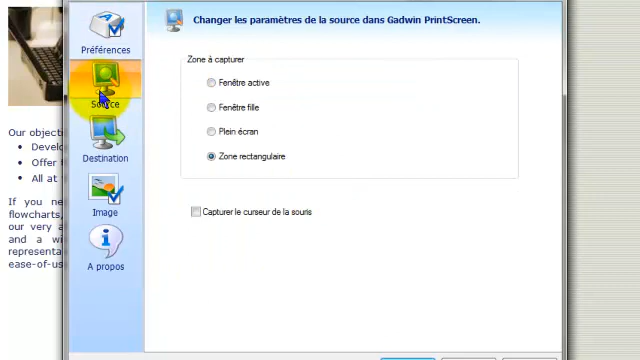 Changer les paramètres de la source dans Gadwin PrintScreen.
Préférences
Source
Destination
Image
A propos
Zone à capturer
Fenêtre active
Fenêtre fille
Plein écran
Zone rectangulaire
Capturer le curseur de la souris
Our objecti
Develo
Offer
All at
If you nee
flowcharts,
our very a
and a wi
representa
ease-of-us